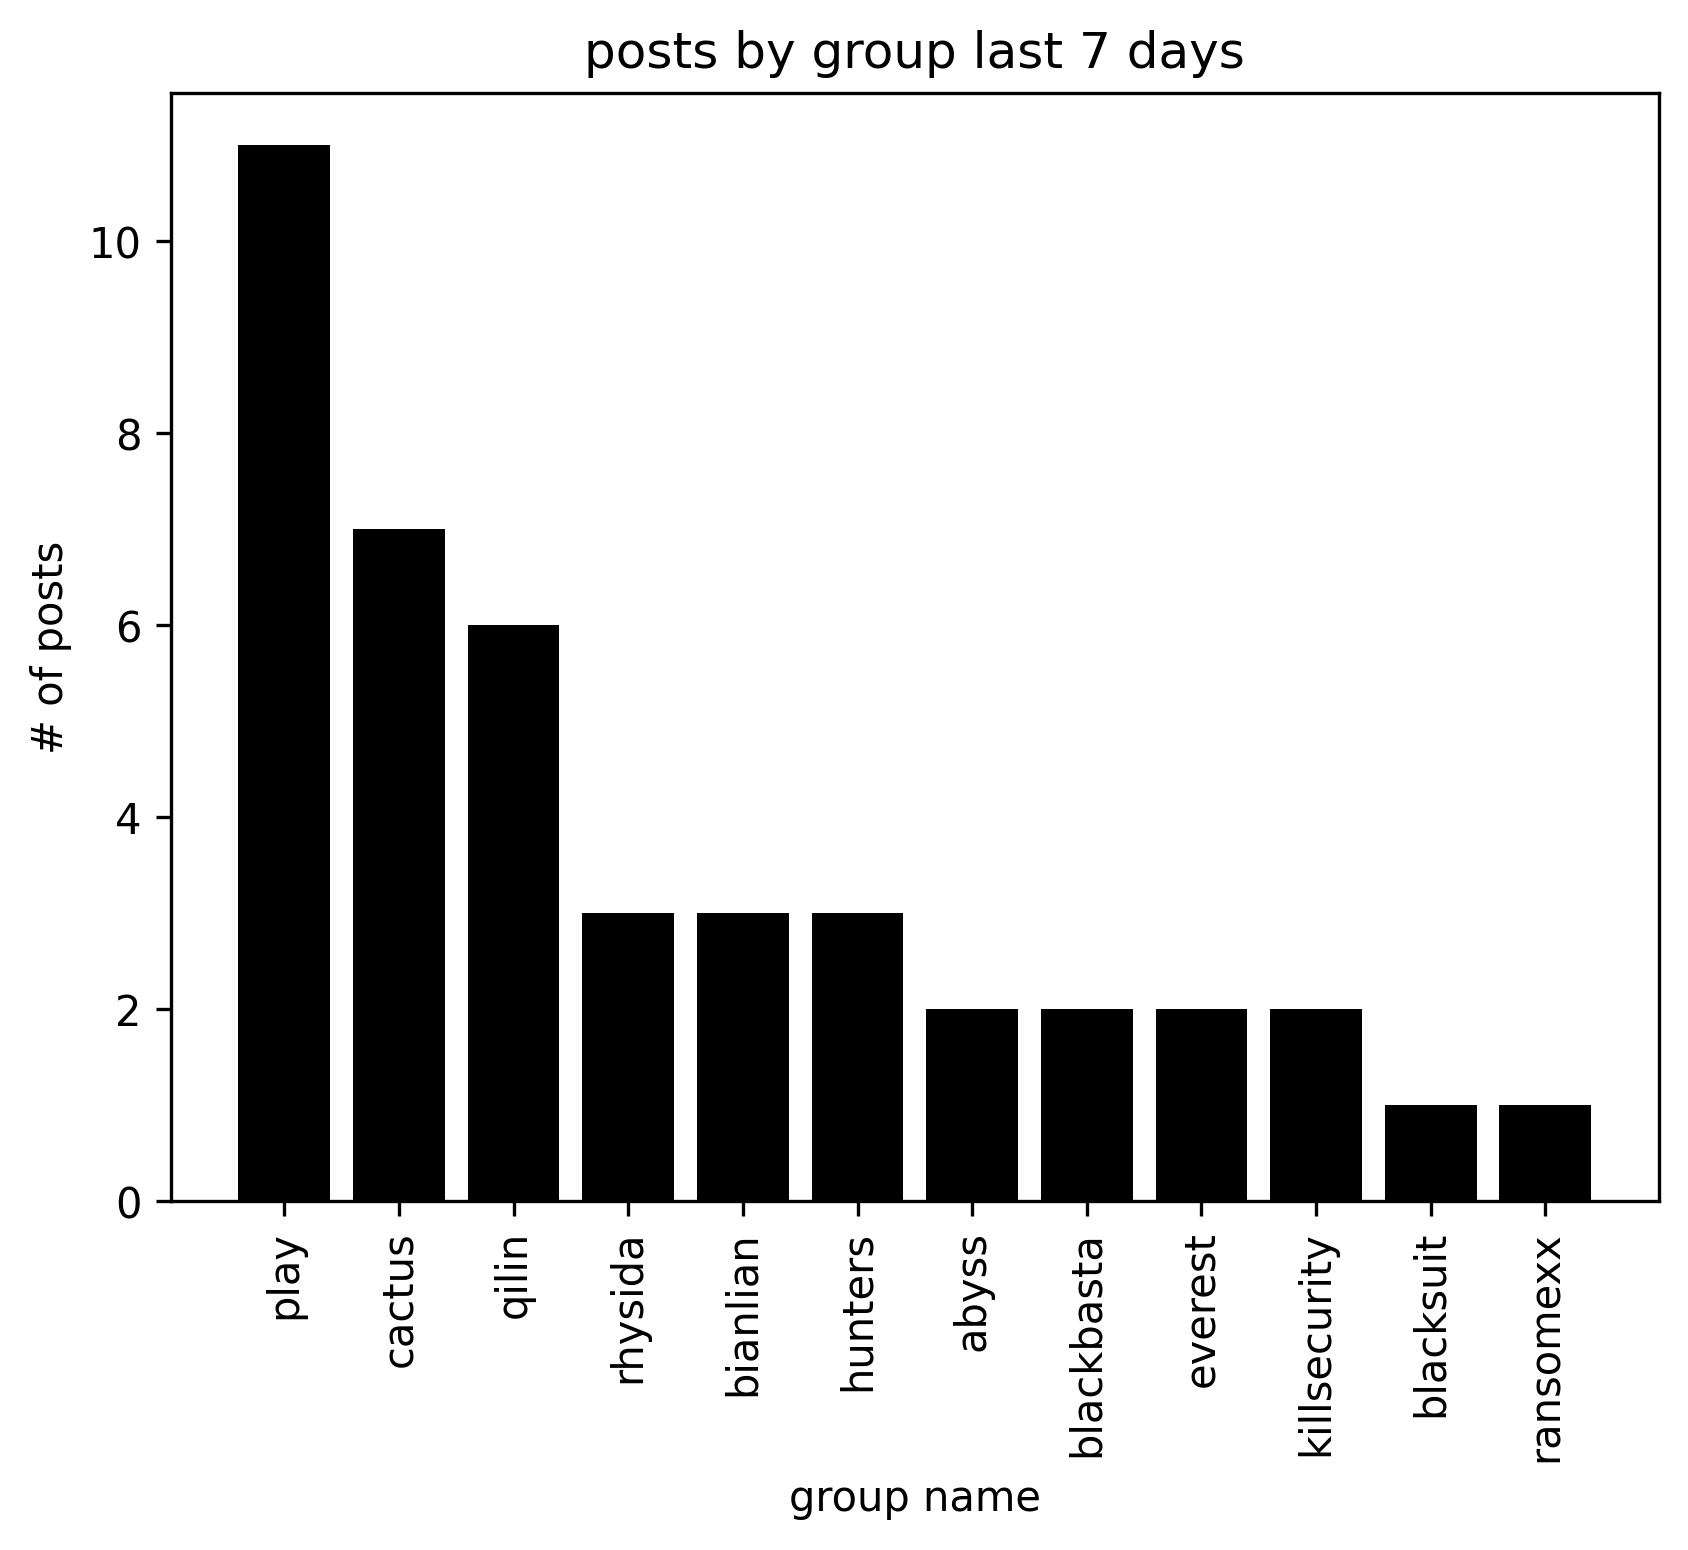 posts by group last 7 days
# of posts
10
8
6
4
2
0
play
cactus
qilin
rhysida
bianlian
hunters
abyss
blackbasta
everest
killsecurity
blacksuit
ransomexx
group name